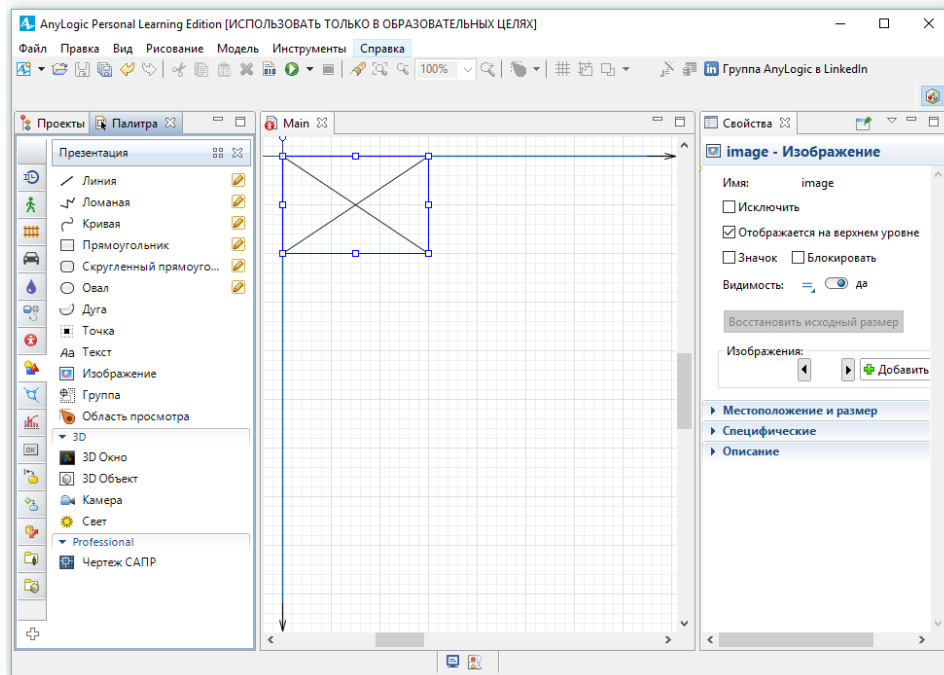 AnyLogic Personal Learning Edition [ИСПОЛЬЗОВАТЬ ТОЛЬКО В ОБРАЗОВАТЕЛЬНЫХ ЦЕЛЯХ]
Файл Правка Вид Рисование Модель Инструменты Справка
100% in Группа AnyLogic в LinkedIn
Проекты Палитра
Презентация
Линия
Ломаная
Кривая
Прямоугольник
Скругленный прямоуго...
Овал
Дуга
Точка
Aa Текст
Изображение
Группа
Область просмотра
3D
3D Окно
3D Объект
Камера
Свет
Professional
Чертеж САПР
OK
Main
Свойства
image - Изображение
Имя: image
Исключить
Отображается на верхнем уровне
Значок Блокировать
Видимость: да
Восстановить исходный размер
Изображения:
Добавить
Местоположение и размер
Специфические
Описание